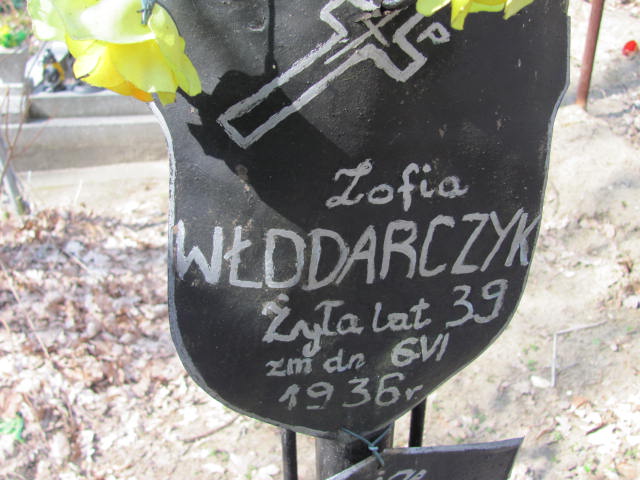 Zofia
WŁODARCZYK
Żyła lat 39
zm dn 6VI
1936r.